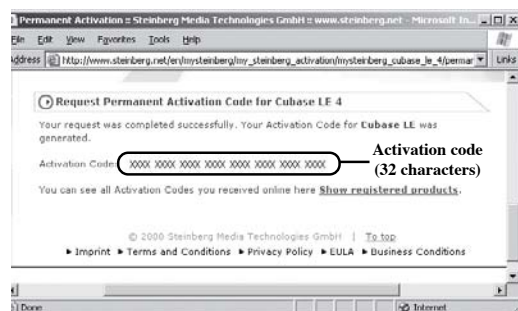 Permanent Activation :: Steinberg Media Technologies GmbH :: www.steinberg.net - Microsoft In...
File Edit View Favorites Tools Help
Address http://www.steinberg.net/en/mysteinberg/my_steinberg_activation/mysteinberg_cubase_le_4/permar Links
Request Permanent Activation Code for Cubase LE 4
Your request was completed successfully. Your Activation Code for Cubase LE was
generated.
Activation Code: XXXX XXXX XXXX XXXX XXXX XXXX XXXX XXXX
Activation code
(32 characters)
You can see all Activation Codes you received online here Show registered products.
© 2000 Steinberg Media Technologies GmbH | To top
Imprint Terms and Conditions Privacy Policy EULA Business Conditions
Done Internet